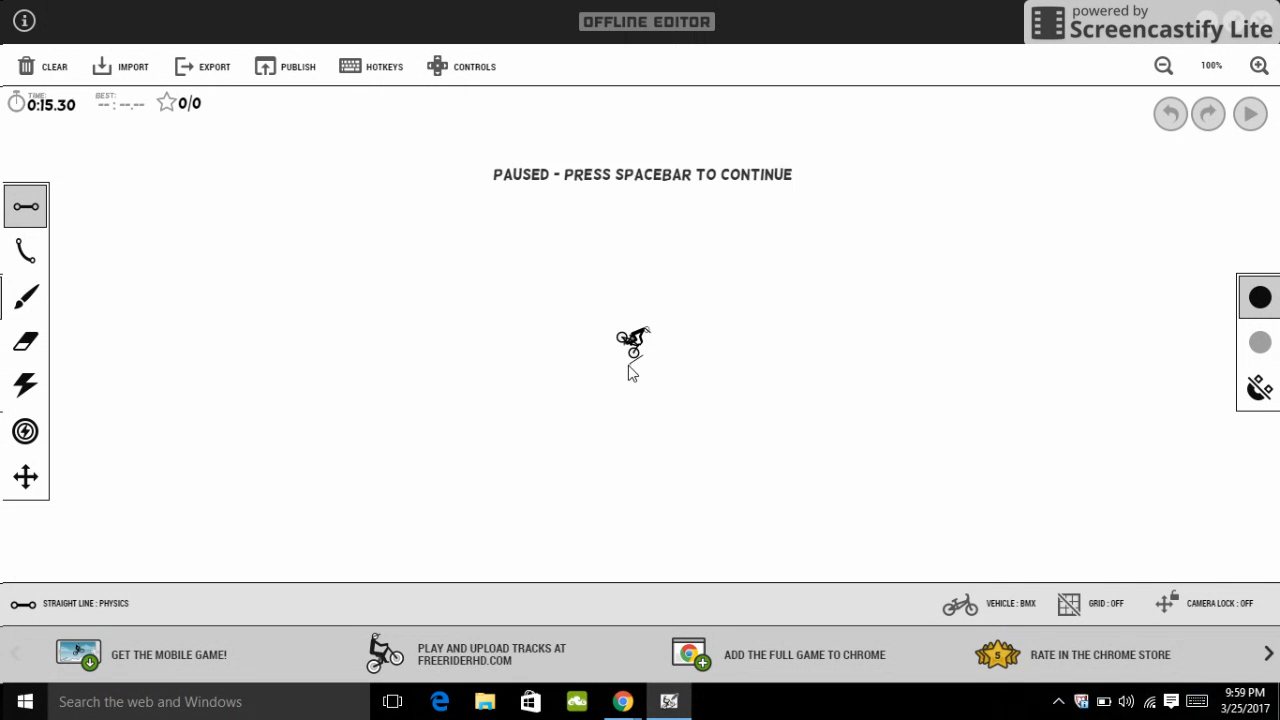 OFFLINE EDITOR
powered by
Screencastify Lite
CLEAR IMPORT EXPORT PUBLISH HOTKEYS CONTROLS 100%
TIME: BEST:
0:15.30 -- : --.-- 0/0
PAUSED - PRESS SPACEBAR TO CONTINUE
STRAIGHT LINE : PHYSICS VEHICLE : BMX GRID : OFF CAMERA LOCK : OFF
GET THE MOBILE GAME!
PLAY AND UPLOAD TRACKS AT
FREERIDERHD.COM
ADD THE FULL GAME TO CHROME
5
RATE IN THE CHROME STORE
Search the web and Windows
9:59 PM
3/25/2017